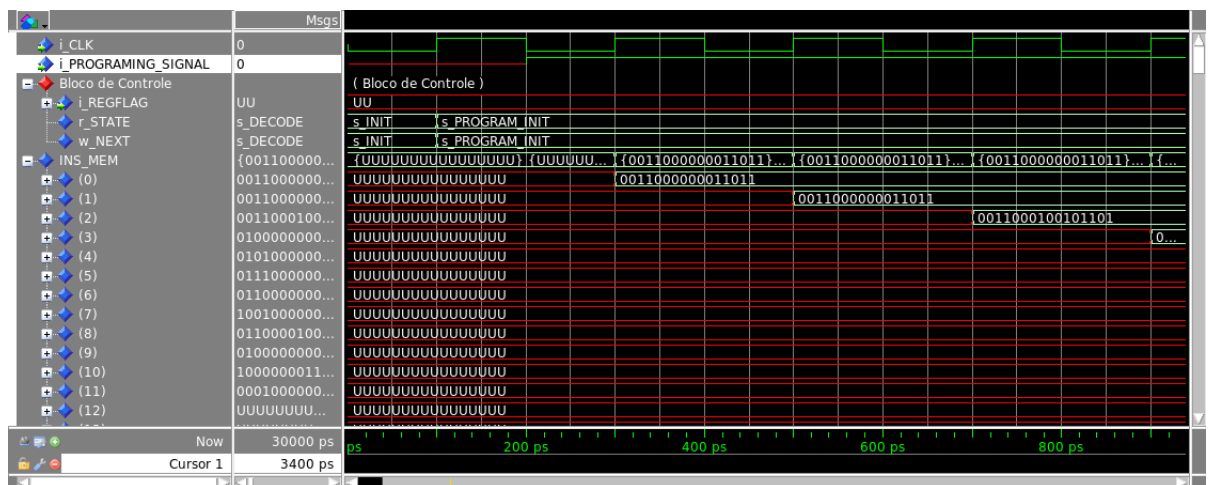 Msgs
i_CLK 0
i_PROGRAMING_SIGNAL 0
Bloco de Controle ( Bloco de Controle )
i_REGFLAG UU UU
r_STATE s_DECODE s_INIT s_PROGRAM_INIT
w_NEXT s_DECODE s_INIT s_PROGRAM_INIT
INS_MEM {001100000... {UUUUUUUUUUUUUUUU} {UUUUUU... {0011000000011011}... {0011000000011011}... {0011000000011011}... {...
(0) 0011000000... UUUUUUUUUUUUUUUU 0011000000011011
(1) 0011000000... UUUUUUUUUUUUUUUU 0011000000011011
(2) 0011000100... UUUUUUUUUUUUUUUU 0011000100101101
(3) 0100000000... UUUUUUUUUUUUUUUU 0...
(4) 0101000000... UUUUUUUUUUUUUUUU
(5) 0111000000... UUUUUUUUUUUUUUUU
(6) 0110000000... UUUUUUUUUUUUUUUU
(7) 1001000000... UUUUUUUUUUUUUUUU
(8) 0110000100... UUUUUUUUUUUUUUUU
(9) 0100000000... UUUUUUUUUUUUUUUU
(10) 1000000011... UUUUUUUUUUUUUUUU
(11) 0001000000... UUUUUUUUUUUUUUUU
(12) UUUUUUUU... UUUUUUUUUUUUUUUU
Now 30000 ps ps 200 ps 400 ps 600 ps 800 ps
Cursor 1 3400 ps